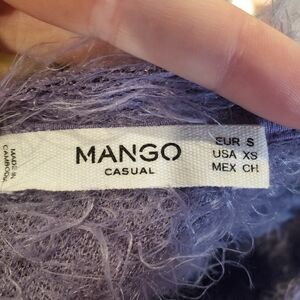 MADE IN
CAMBODIA
MANGO
CASUAL
EUR S
USA XS
MEX CH